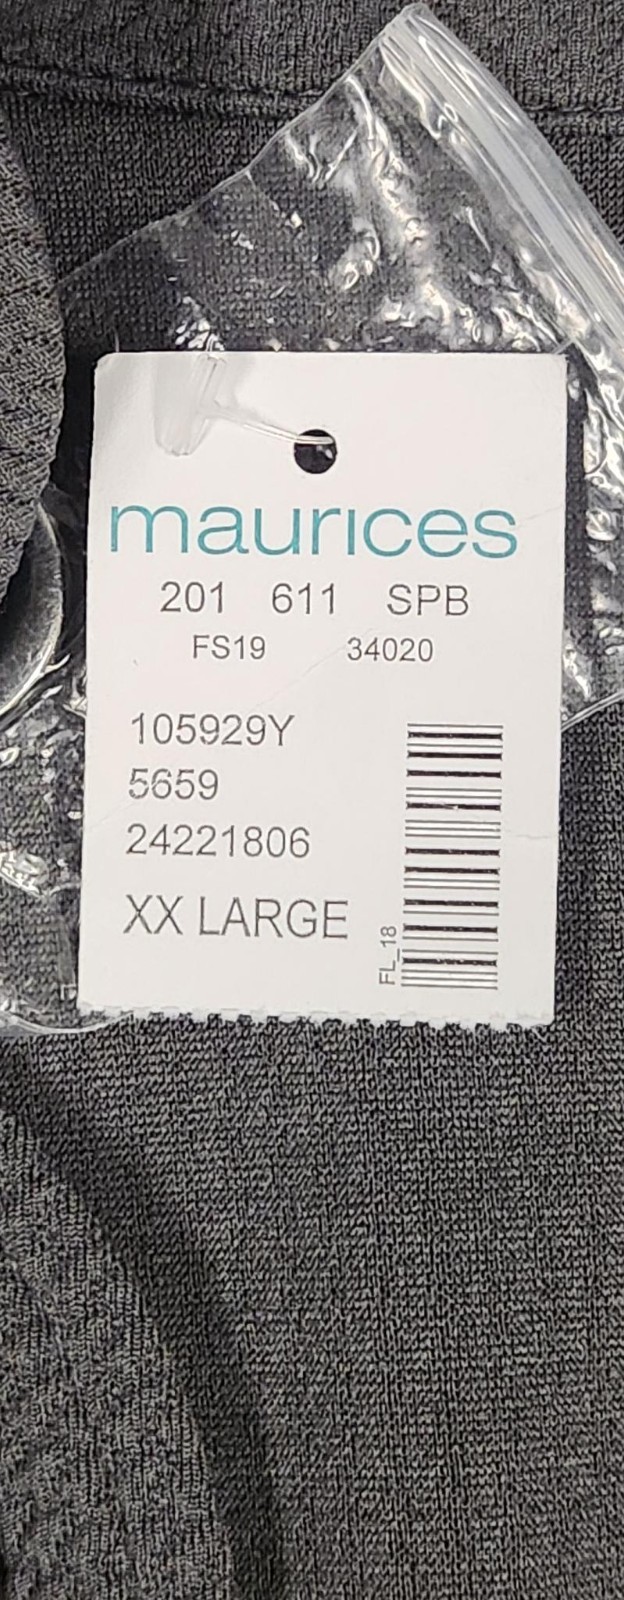 maurices
201 611 SPB
FS19 34020
105929Y
5659
24221806
XX LARGE
FL_18